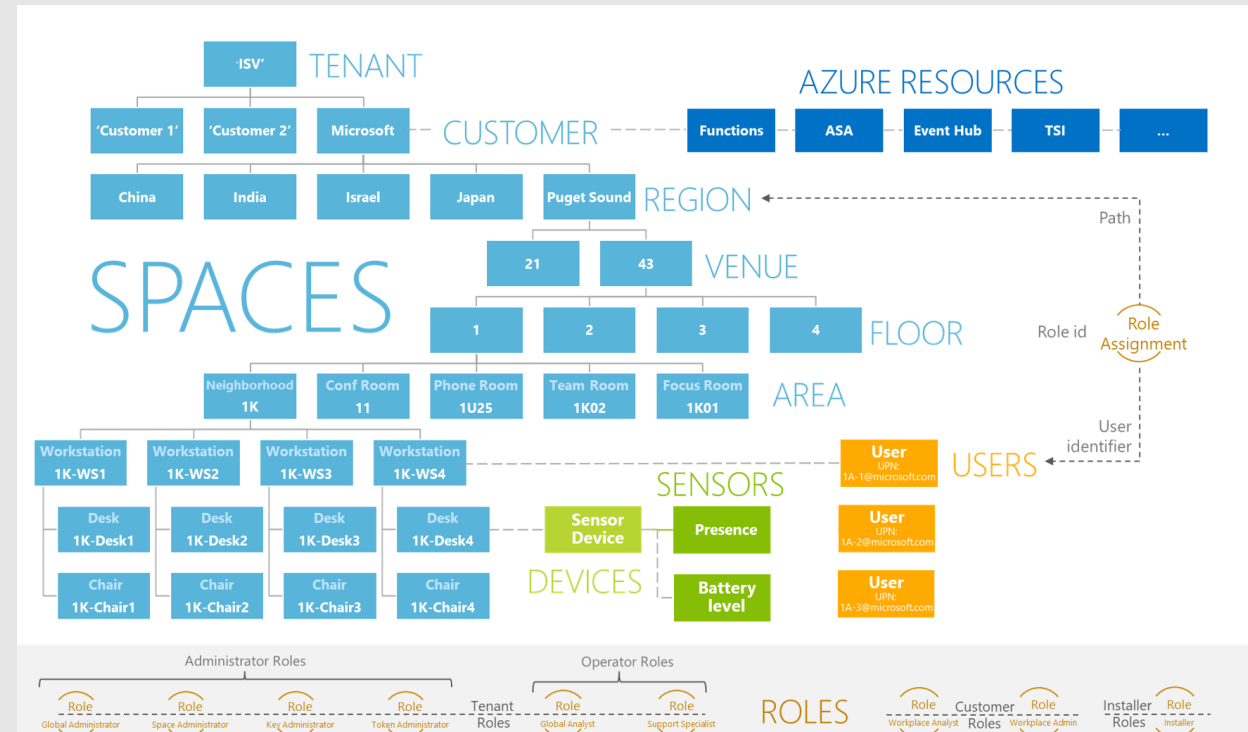 'ISV'
TENANT
AZURE RESOURCES
'Customer 1'
'Customer 2'
Microsoft
CUSTOMER
Functions
ASA
Event Hub
TSI
...
China
India
Israel
Japan
Puget Sound
REGION
Path
21
43
VENUE
SPACES
1
2
3
4
FLOOR
Role id
Role
Assignment
Neighborhood
1K
Conf Room
11
Phone Room
1U25
Team Room
1K02
Focus Room
1K01
AREA
User
identifier
Workstation
1K-WS1
Workstation
1K-WS2
Workstation
1K-WS3
Workstation
1K-WS4
User
UPN:
1A-1@microsoft.com
USERS
SENSORS
Desk
1K-Desk1
Desk
1K-Desk2
Desk
1K-Desk3
Desk
1K-Desk4
Sensor
Device
Presence
User
UPN:
1A-2@microsoft.com
DEVICES
Chair
1K-Chair1
Chair
1K-Chair2
Chair
1K-Chair3
Chair
1K-Chair4
Battery
level
User
UPN:
1A-3@microsoft.com
Administrator Roles
Operator Roles
Role
Global Administrator
Role
Space Administrator
Role
Key Administrator
Role
Token Administrator
Tenant
Roles
Role
Global Analyst
Role
Support Specialist
ROLES
Role
Workplace Analyst
Customer
Roles
Role
Workplace Admin
Installer
Roles
Role
Installer